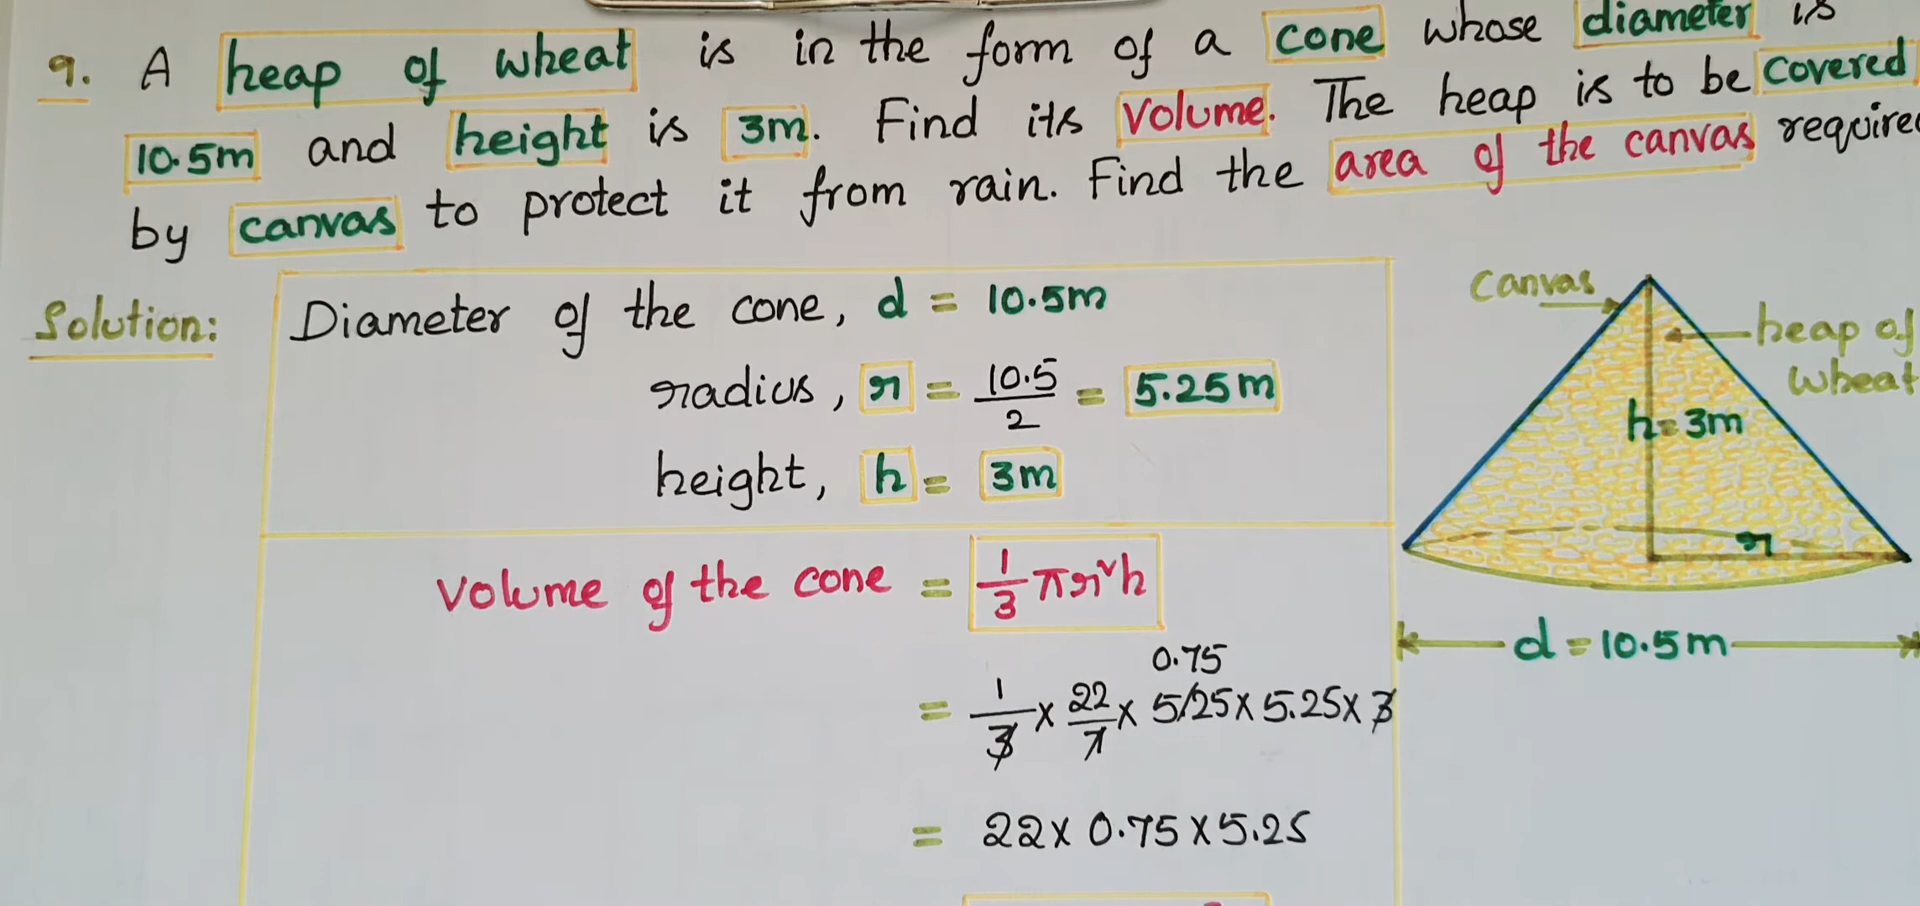 9. A heap of wheat is in the form of a cone whose diameter is
10.5m and height is 3m. Find its Volume. The heap is to be covered
by canvas to protect it from rain. Find the area of the canvas require
Solution:
Diameter of the cone, d = 10.5m
radius, r = 10.5/2 = 5.25m
height, h = 3m
Canvas
heap of
wheat
h = 3m
r
d = 10.5m
Volume of the cone = 1/3 πr²h
0.75
= 1/3 × 22/7 × 5.25 × 5.25 × 3
= 22 × 0.75 × 5.25